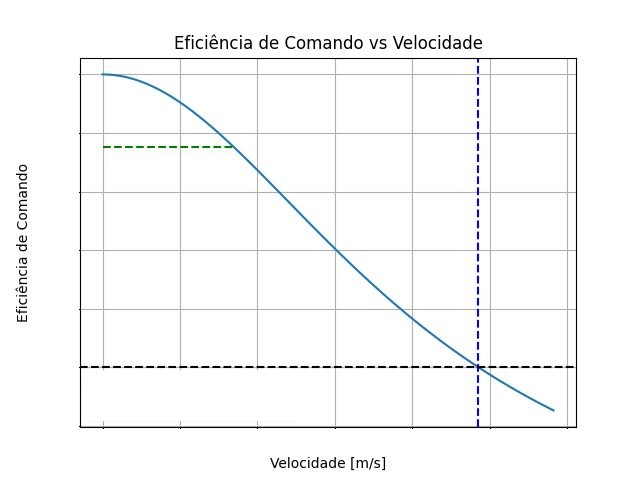 Eficiência de Comando vs Velocidade
Eficiência de Comando
Velocidade [m/s]